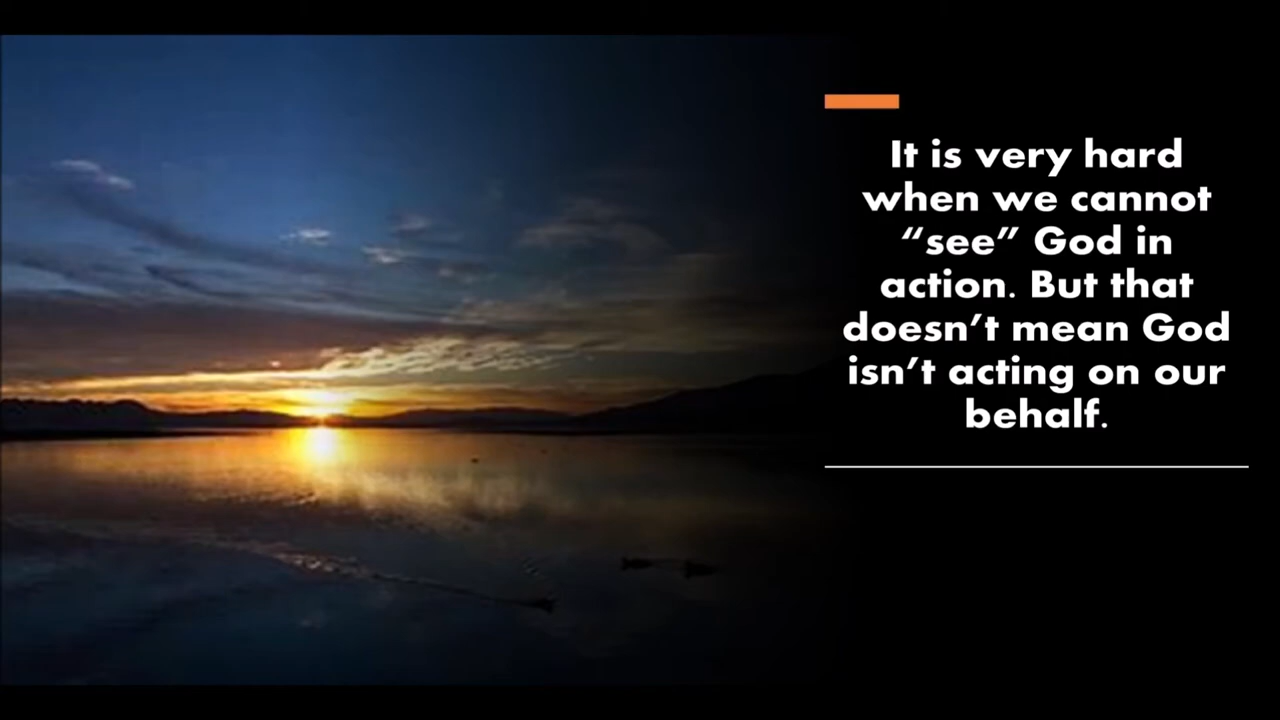 It is very hard
when we cannot
“see” God in
action. But that
doesn’t mean God
isn’t acting on our
behalf.